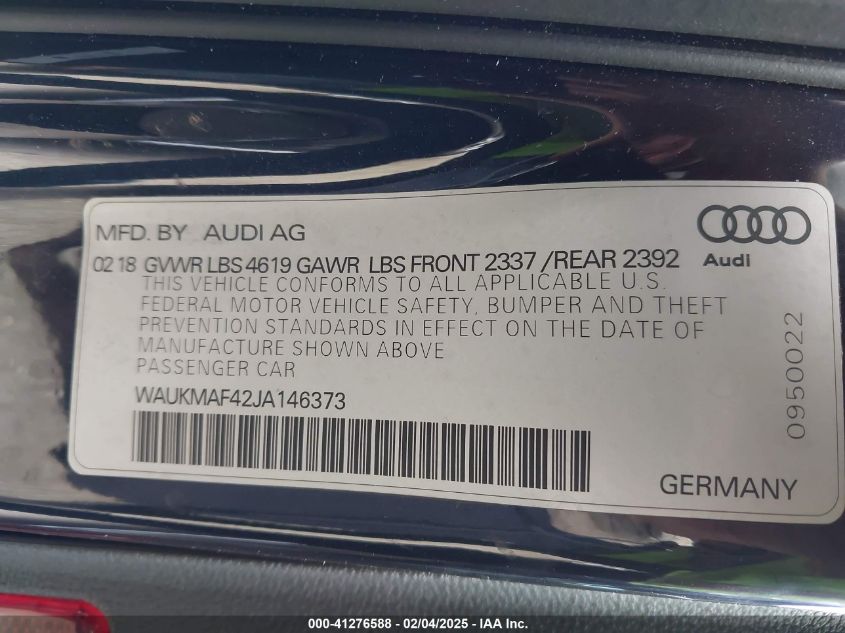 MFD. BY AUDI AG
02 18 GVWR LBS 4619 GAWR LBS FRONT 2337 /REAR 2392
THIS VEHICLE CONFORMS TO ALL APPLICABLE U.S.
FEDERAL MOTOR VEHICLE SAFETY, BUMPER AND THEFT
PREVENTION STANDARDS IN EFFECT ON THE DATE OF
MANUFACTURE SHOWN ABOVE
PASSENGER CAR
WAUKMAF42JA146373
Audi
0950022
GERMANY
000-41276588 - 02/04/2025 - IAA Inc.